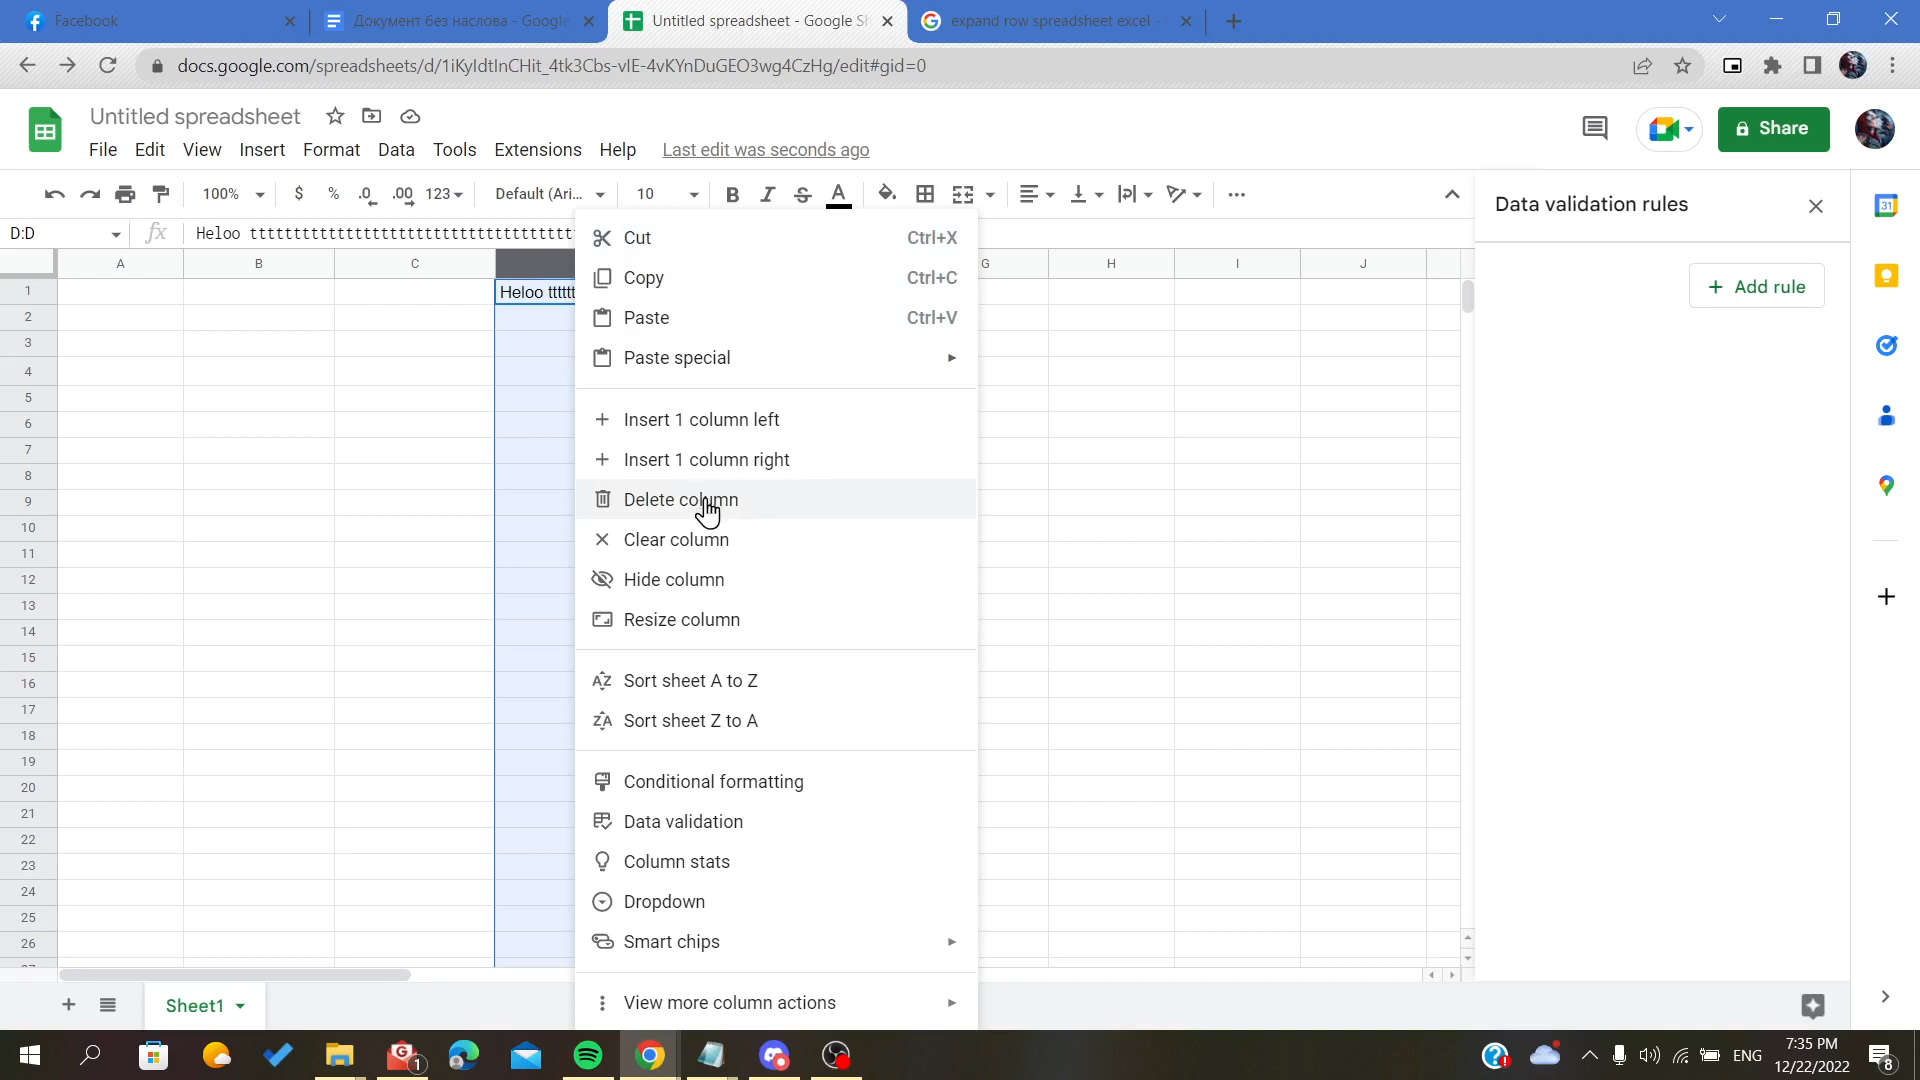 Facebook
Документ без наслова - Google
Untitled spreadsheet - Google Sh
expand row spreadsheet excel -
docs.google.com/spreadsheets/d/1iKyIdtInCHit_4tk3Cbs-vIE-4vKYnDuGEO3wg4CzHg/edit#gid=0
Untitled spreadsheet
File Edit View Insert Format Data Tools Extensions Help Last edit was seconds ago
Share
100% $ % .0 .00 123 Default (Ari... 10 B I S A
Data validation rules
D:D fx Heloo tttttttttttttttttttttttttttttttttttttt
A B C G H I J
Add rule
1 Heloo tttttt
2
3
4
5
6
7
8
9
10
11
12
13
14
15
16
17
18
19
20
21
22
23
24
25
26
Cut Ctrl+X
Copy Ctrl+C
Paste Ctrl+V
Paste special
Insert 1 column left
Insert 1 column right
Delete column
Clear column
Hide column
Resize column
Sort sheet A to Z
Sort sheet Z to A
Conditional formatting
Data validation
Column stats
Dropdown
Smart chips
View more column actions
31
Sheet1
1
ENG
7:35 PM
12/22/2022
8